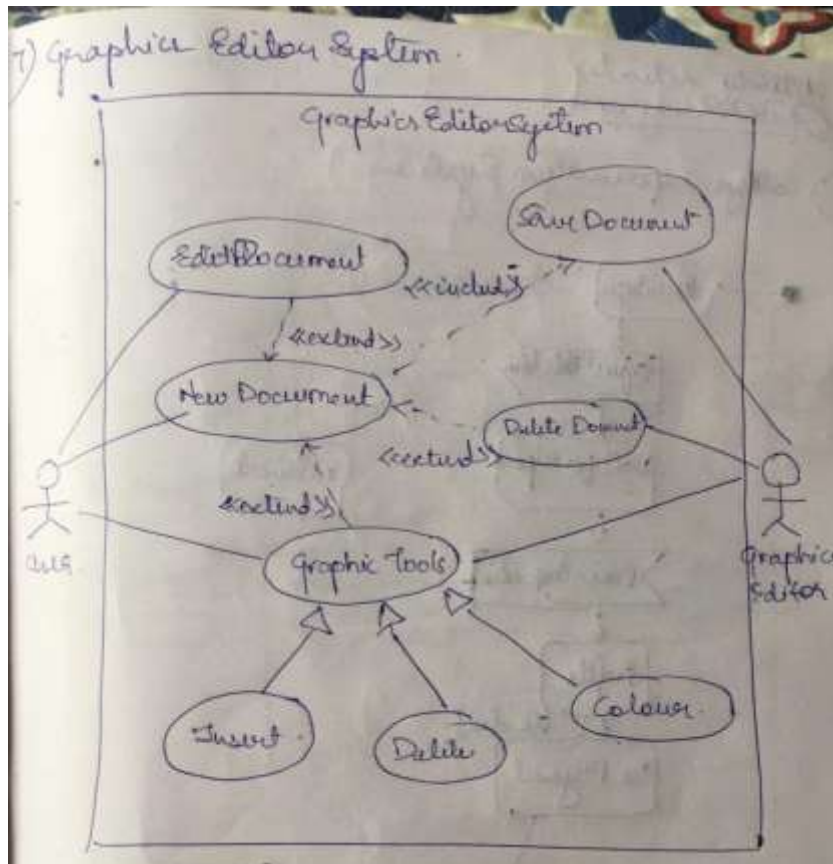 7) Graphics Editor System.
Graphics Editor System
Save Document
Edit Document
<<include>>
<<extend>>
New Document
Delete Document
<<extend>>
<<extend>>
Graphic Tools
Graphics
Editor
Insert
Delete
Colour